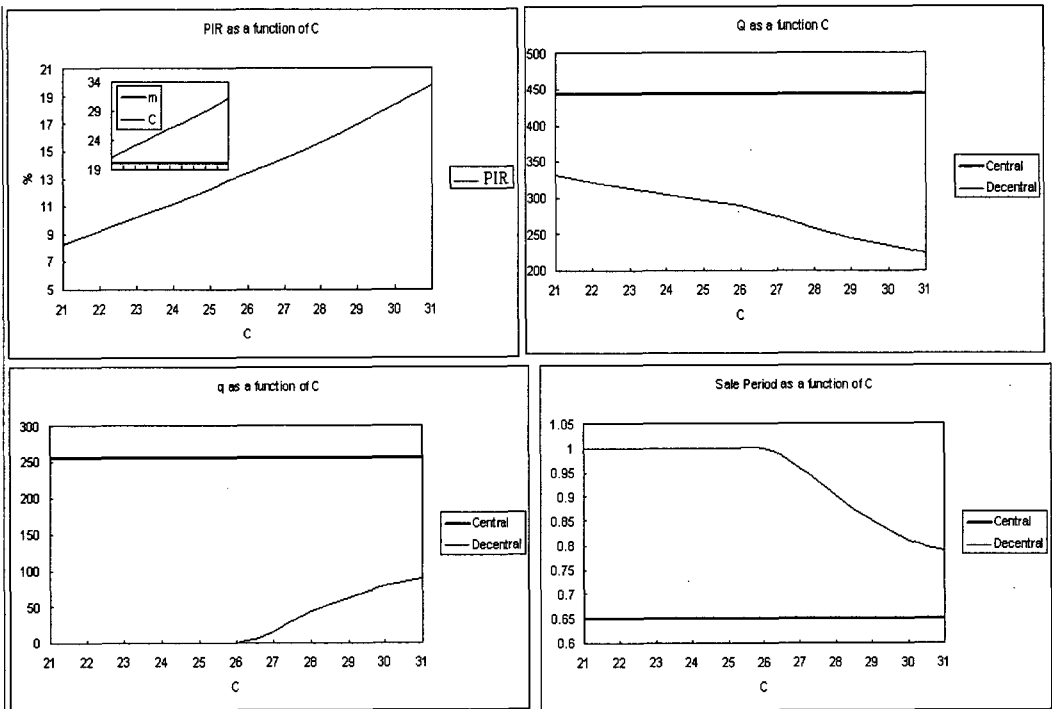 PIR as a function of C
21
19
17
15
13
11
9
7
5
%
34
29
24
19
m
C
PIR
21 22 23 24 25 26 27 28 29 30 31
C
Q as a function C
500
450
400
350
300
250
200
Central
Decentral
21 22 23 24 25 26 27 28 29 30 31
C
q as a function of C
300
250
200
150
100
50
0
Central
Decentral
21 22 23 24 25 26 27 28 29 30 31
C
Sale Period as a function of C
1.05
1
0.95
0.9
0.85
0.8
0.75
0.7
0.65
0.6
Central
Decentral
21 22 23 24 25 26 27 28 29 30 31
C